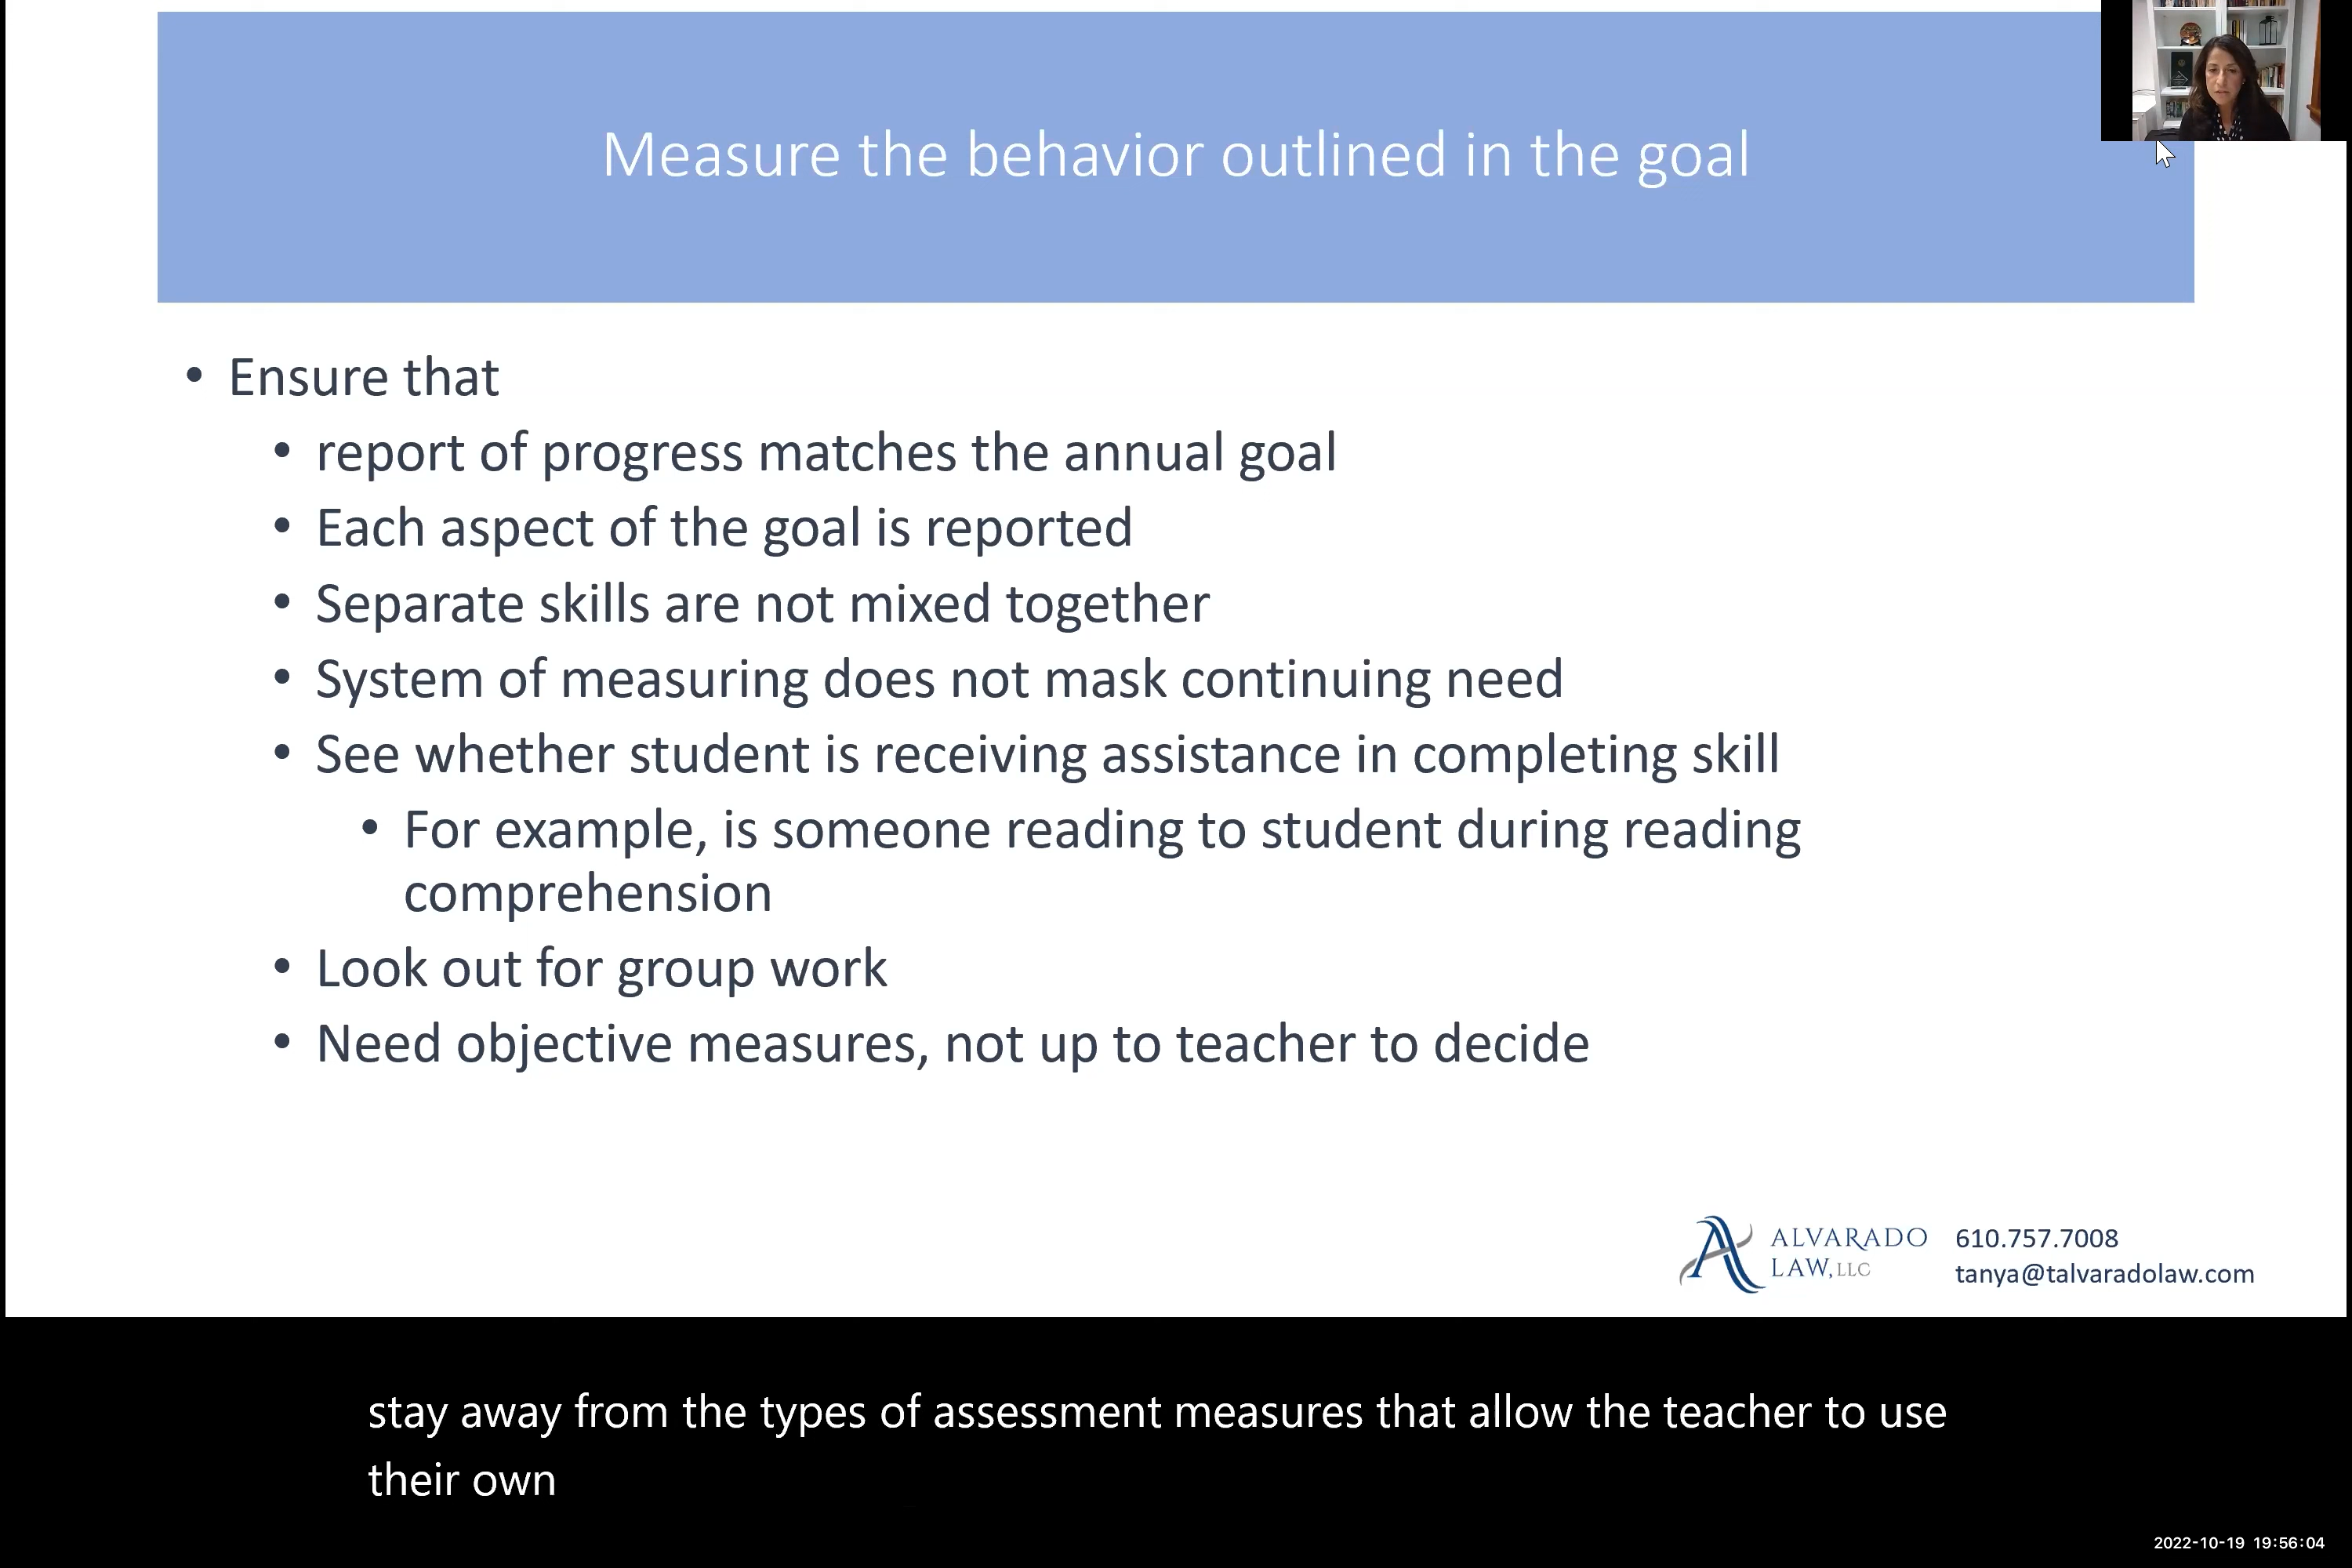 Measure the behavior outlined in the goal
• Ensure that
• report of progress matches the annual goal
• Each aspect of the goal is reported
• Separate skills are not mixed together
• System of measuring does not mask continuing need
• See whether student is receiving assistance in completing skill
• For example, is someone reading to student during reading
comprehension
• Look out for group work
• Need objective measures, not up to teacher to decide
ALVARADO
LAW, LLC
610.757.7008
tanya@talvaradolaw.com
stay away from the types of assessment measures that allow the teacher to use
their own
2022-10-19 19:56:04